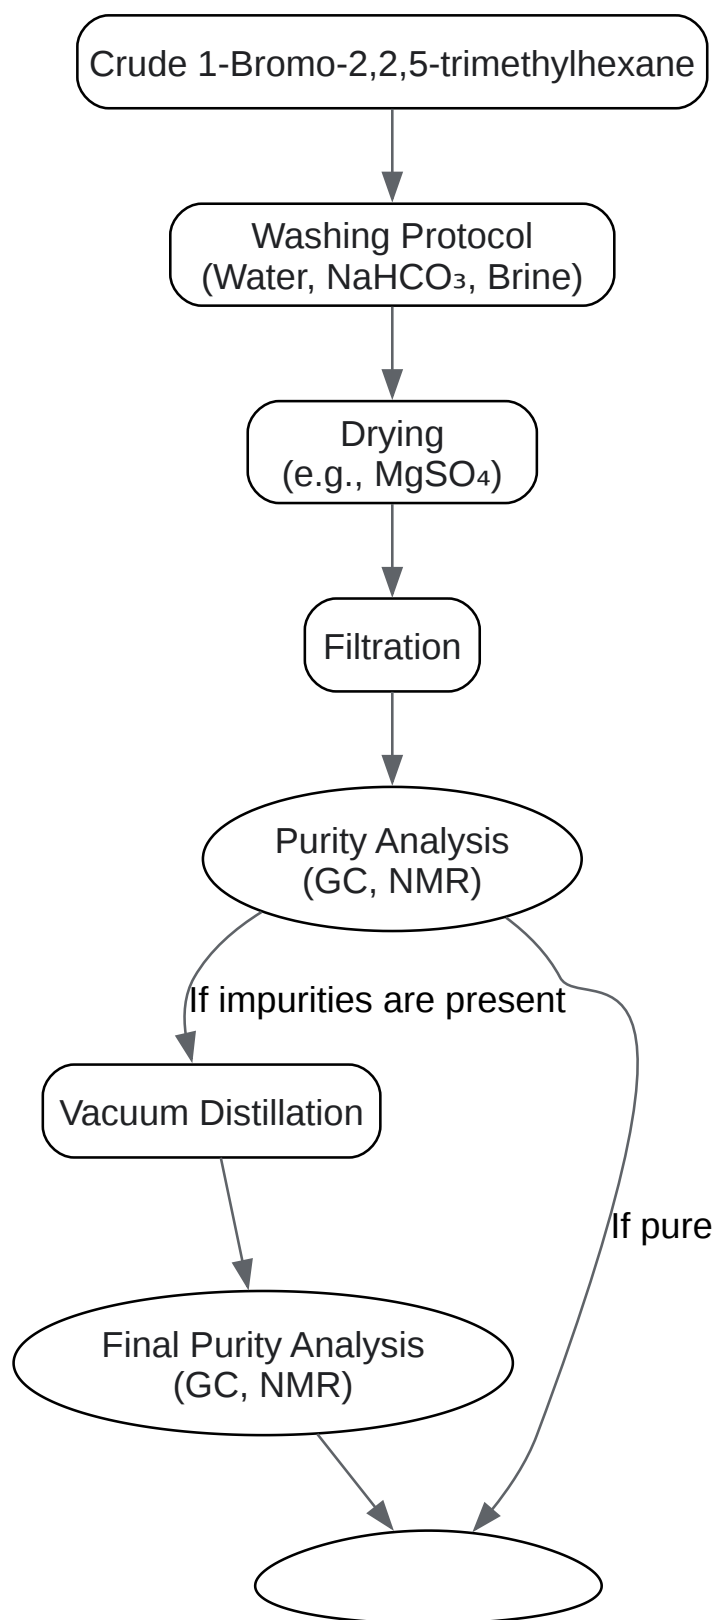 Crude 1-Bromo-2,2,5-trimethylhexane
Washing Protocol
(Water, NaHCO₃, Brine)
Drying
(e.g., MgSO₄)
Filtration
Purity Analysis
(GC, NMR)
If impurities are present
Vacuum Distillation
If pure
Final Purity Analysis
(GC, NMR)